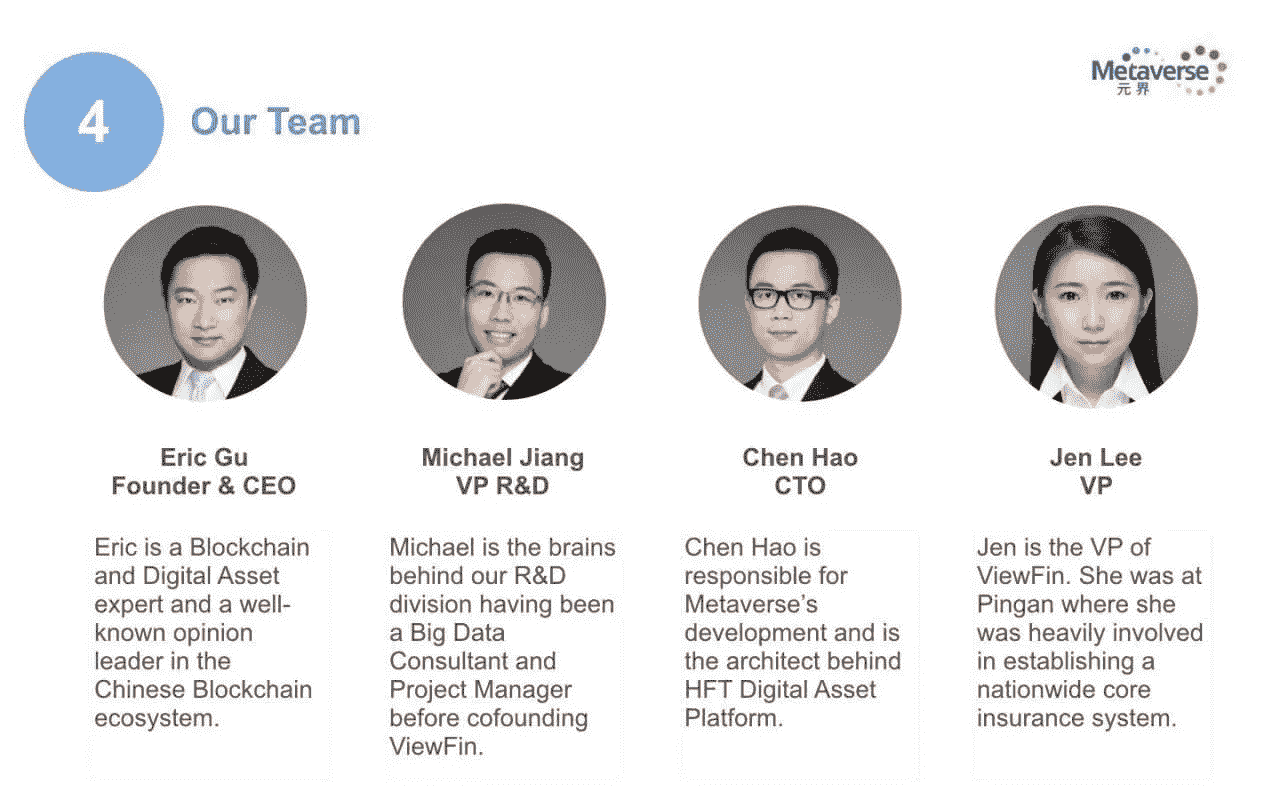 4
Our Team
Metaverse
元界
Eric Gu
Founder & CEO
Eric is a Blockchain
and Digital Asset
expert and a well-
known opinion
leader in the
Chinese Blockchain
ecosystem.
Michael Jiang
VP R&D
Michael is the brains
behind our R&D
division having been
a Big Data
Consultant and
Project Manager
before cofounding
ViewFin.
Chen Hao
CTO
Chen Hao is
responsible for
Metaverse’s
development and is
the architect behind
HFT Digital Asset
Platform.
Jen Lee
VP
Jen is the VP of
ViewFin. She was at
Pingan where she
was heavily involved
in establishing a
nationwide core
insurance system.